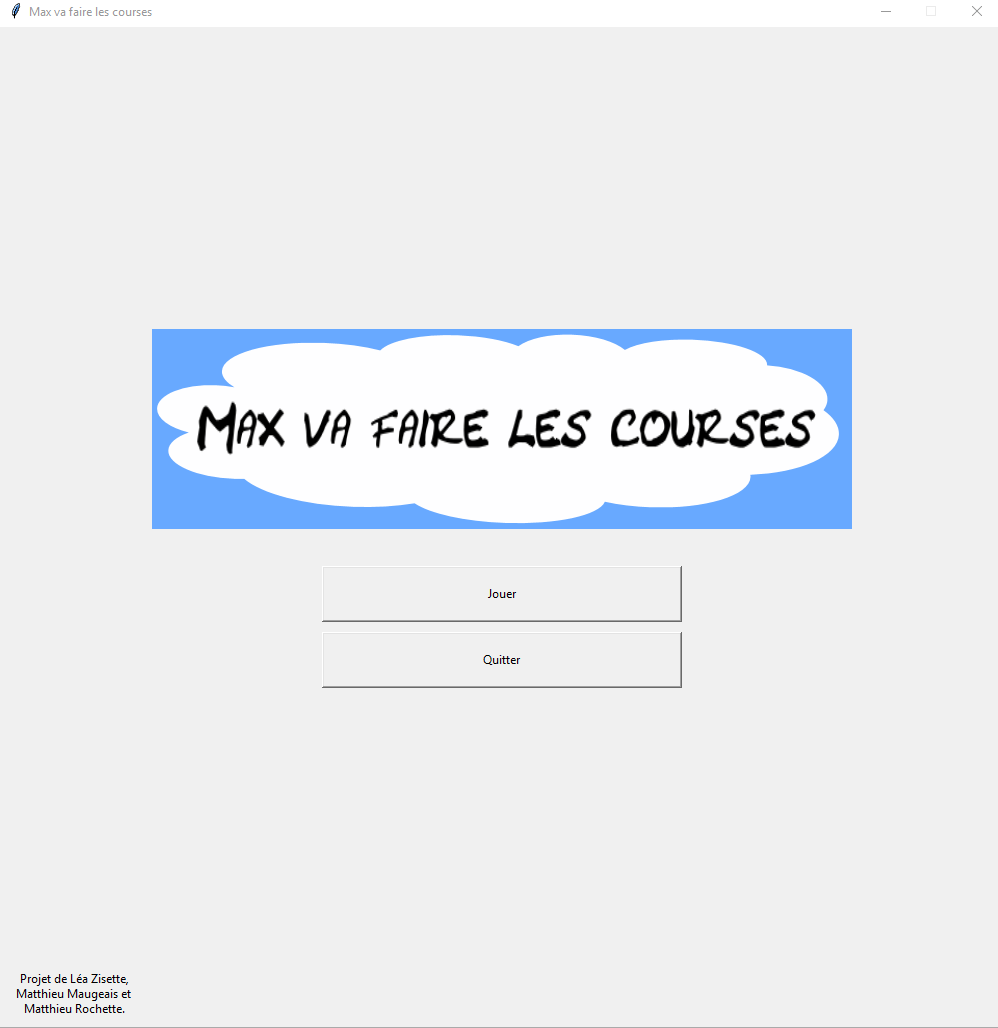 Max va faire les courses
MAX VA FAIRE LES COURSES
Jouer
Quitter
Projet de Léa Zisette,
Matthieu Maugeais et
Matthieu Rochette.